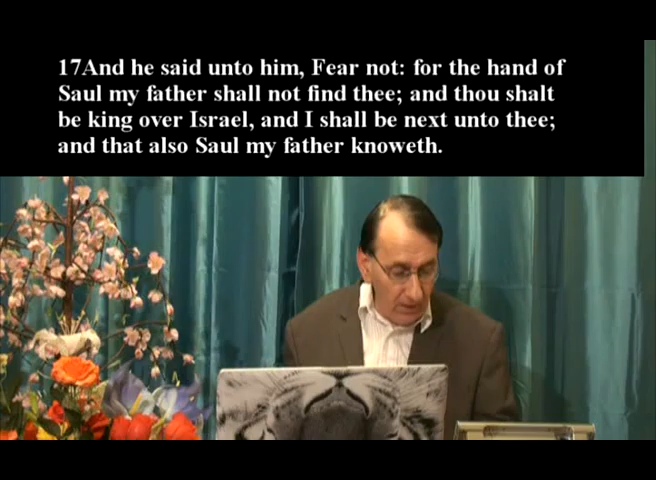 17And he said unto him, Fear not: for the hand of
Saul my father shall not find thee; and thou shalt
be king over Israel, and I shall be next unto thee;
and that also Saul my father knoweth.